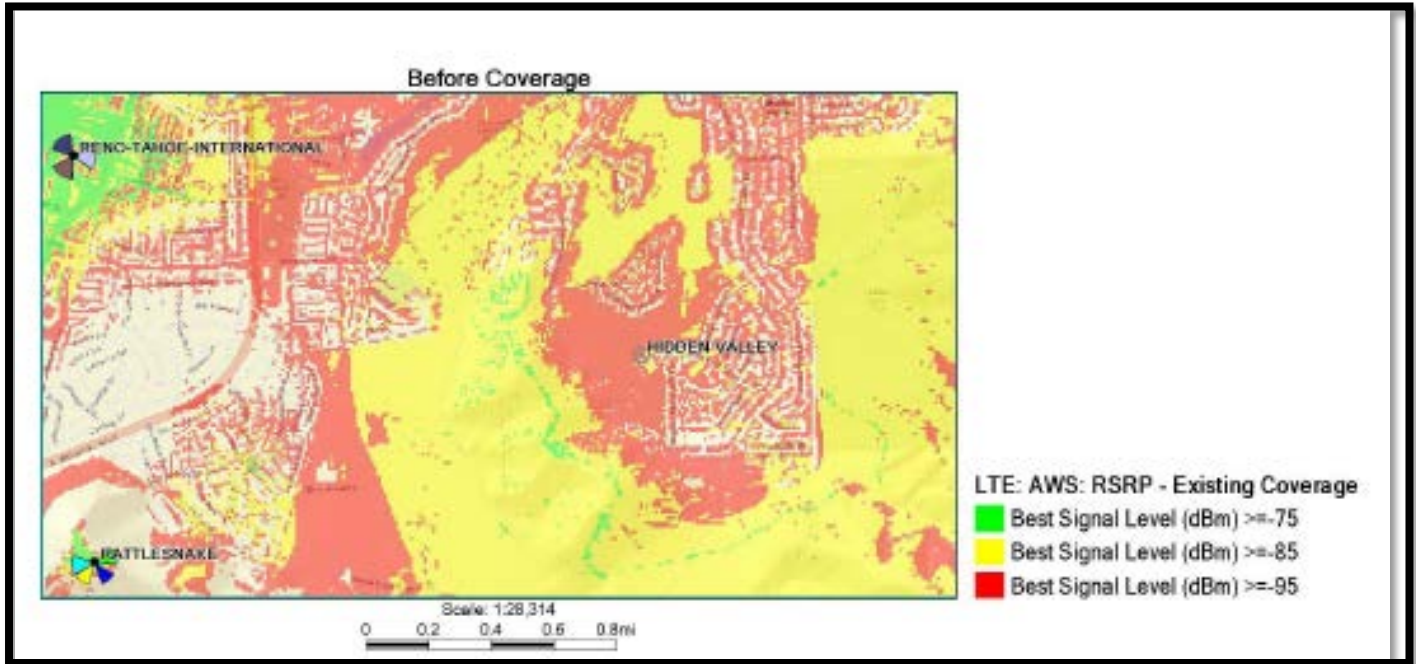 Before Coverage
RENO-TAHOE-INTERNATIONAL
HIDDEN VALLEY
RATTLESNAKE
LTE: AWS: RSRP - Existing Coverage
Best Signal Level (dBm) >=-75
Best Signal Level (dBm) >=-85
Best Signal Level (dBm) >=-95
Scale: 1:28,314
0 0.2 0.4 0.6 0.8mi